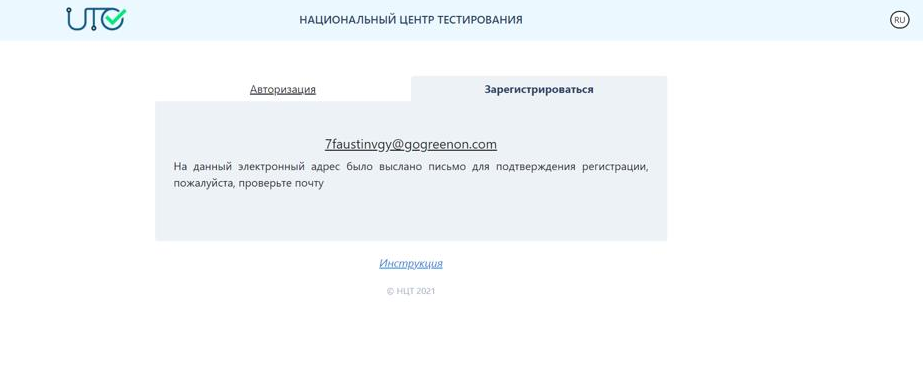 UTC
НАЦИОНАЛЬНЫЙ ЦЕНТР ТЕСТИРОВАНИЯ
RU
Авторизация
Зарегистрироваться
7faustinvgy@gogreenon.com
На данный электронный адрес было выслано письмо для подтверждения регистрации,
пожалуйста, проверьте почту
Инструкция
© НЦТ 2021